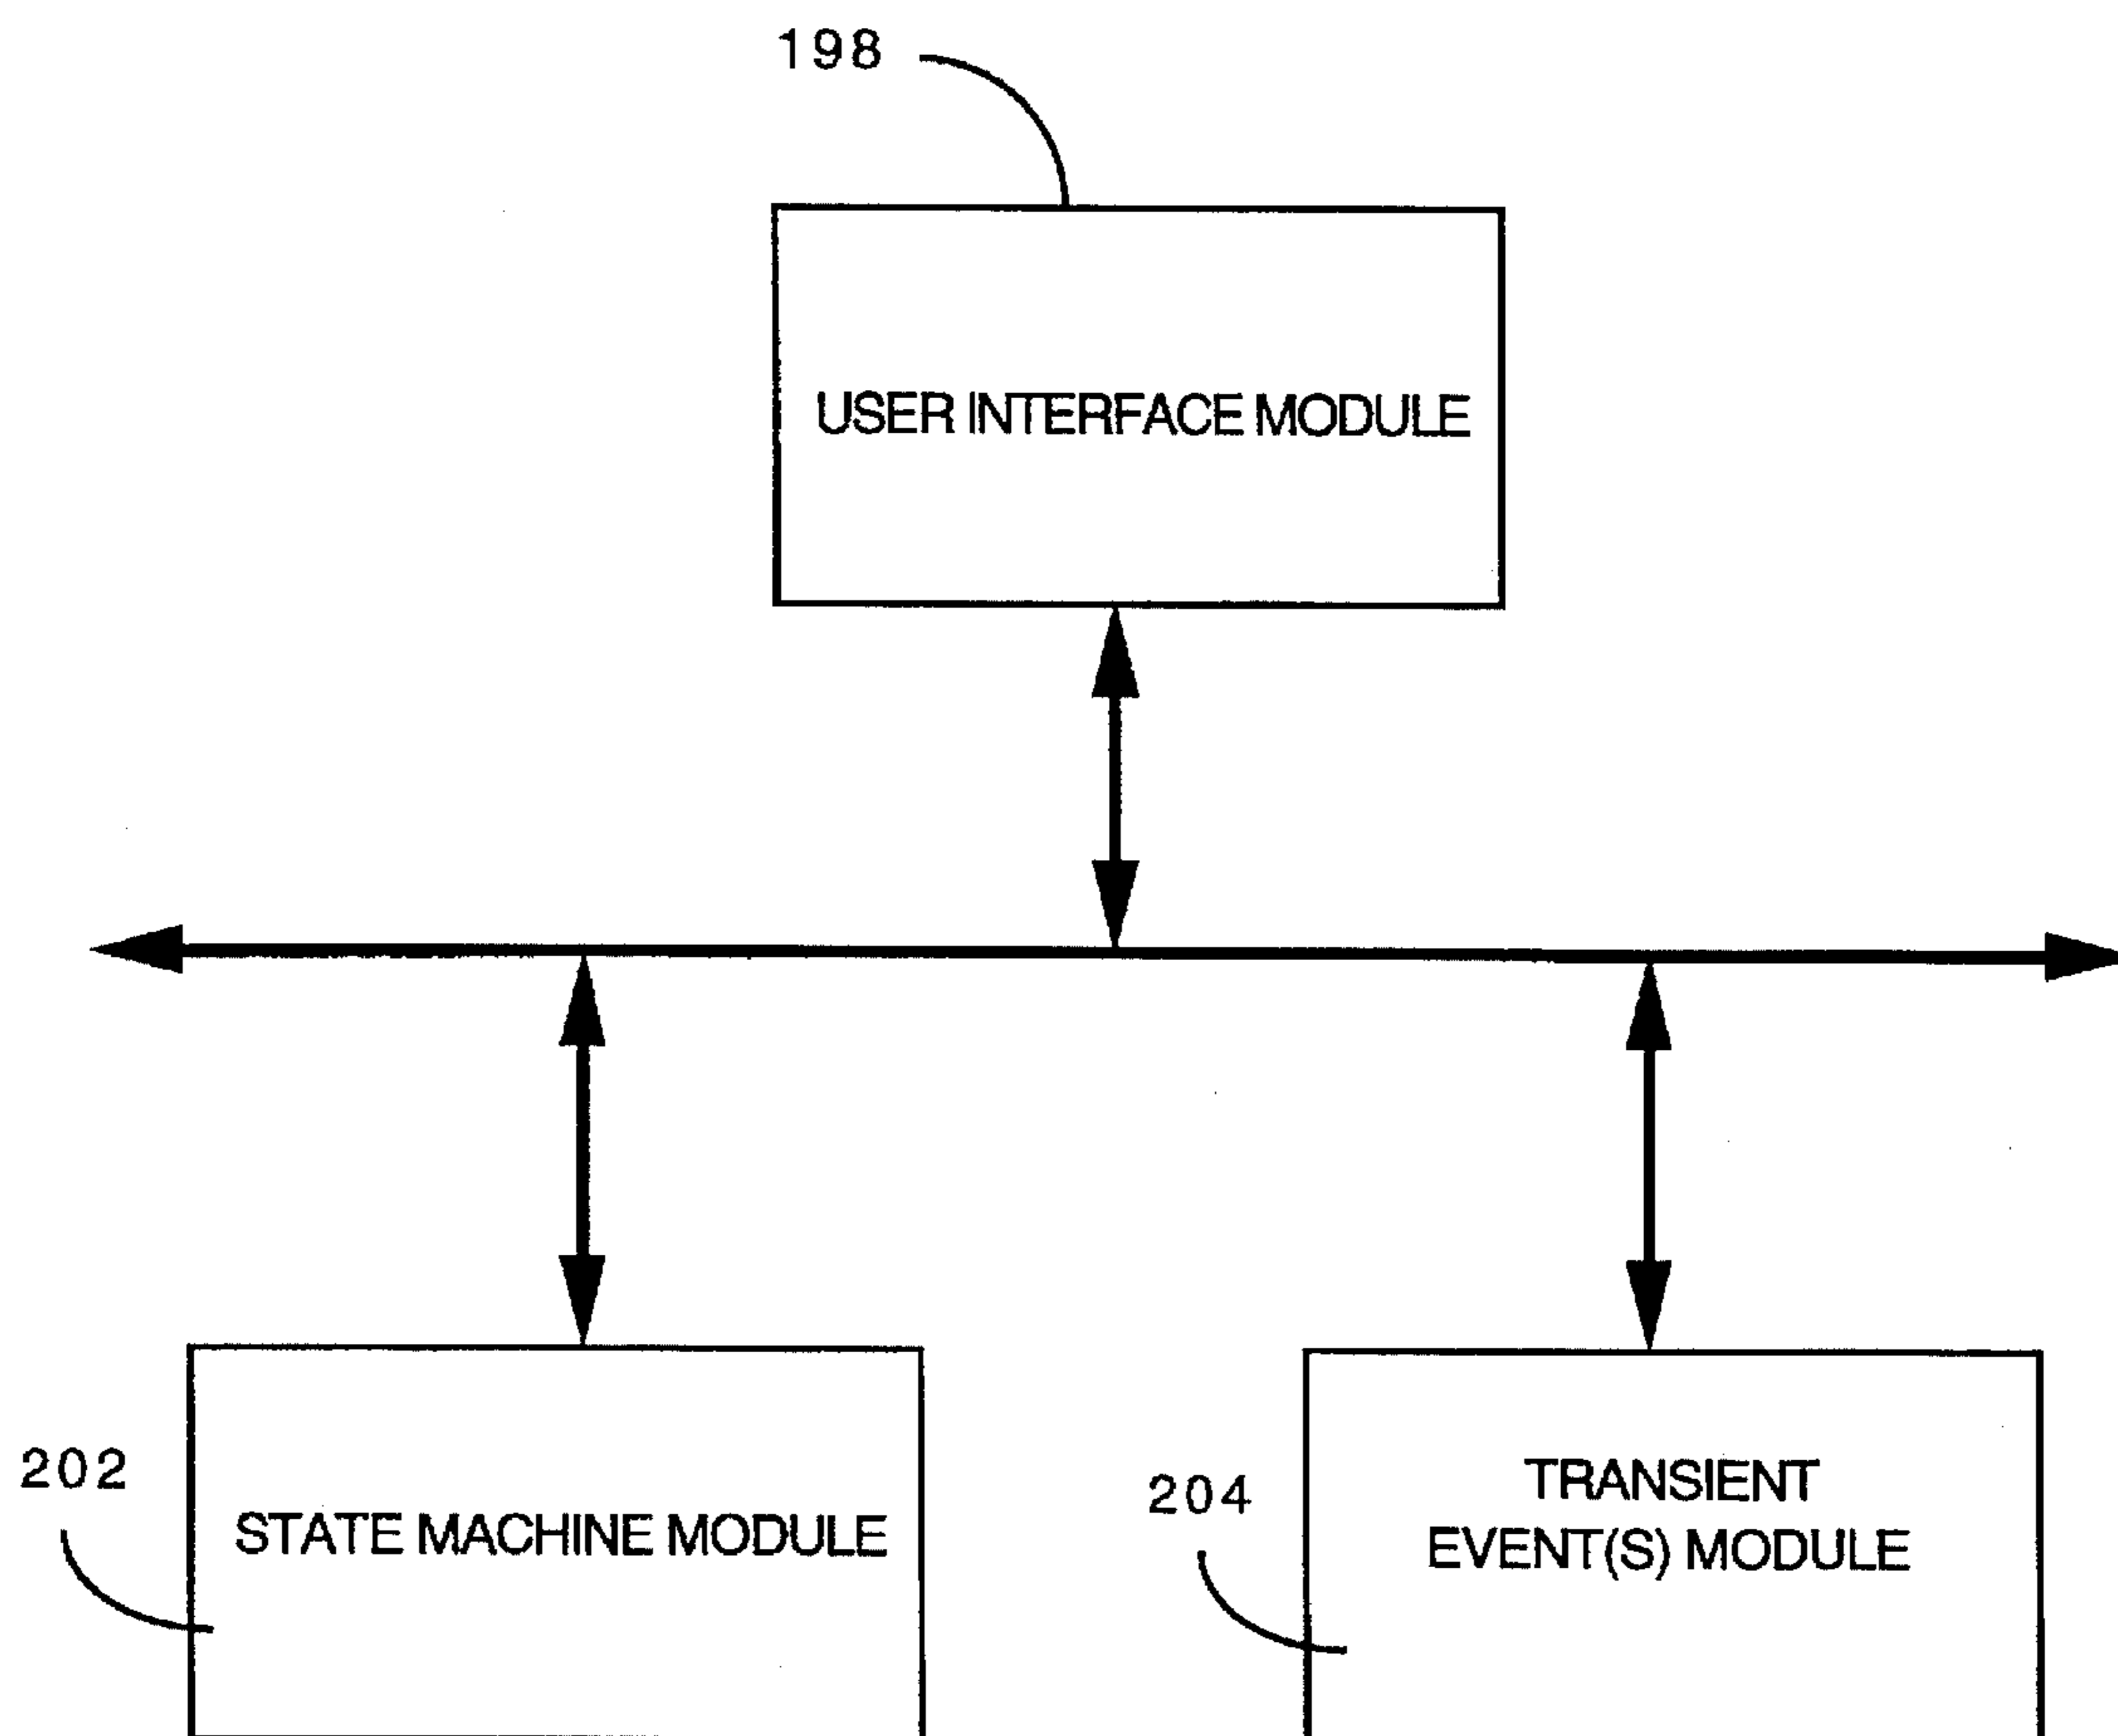 198
USER INTERFACE MODULE
202
STATE MACHINE MODULE
204
TRANSIENT
EVENT(S) MODULE